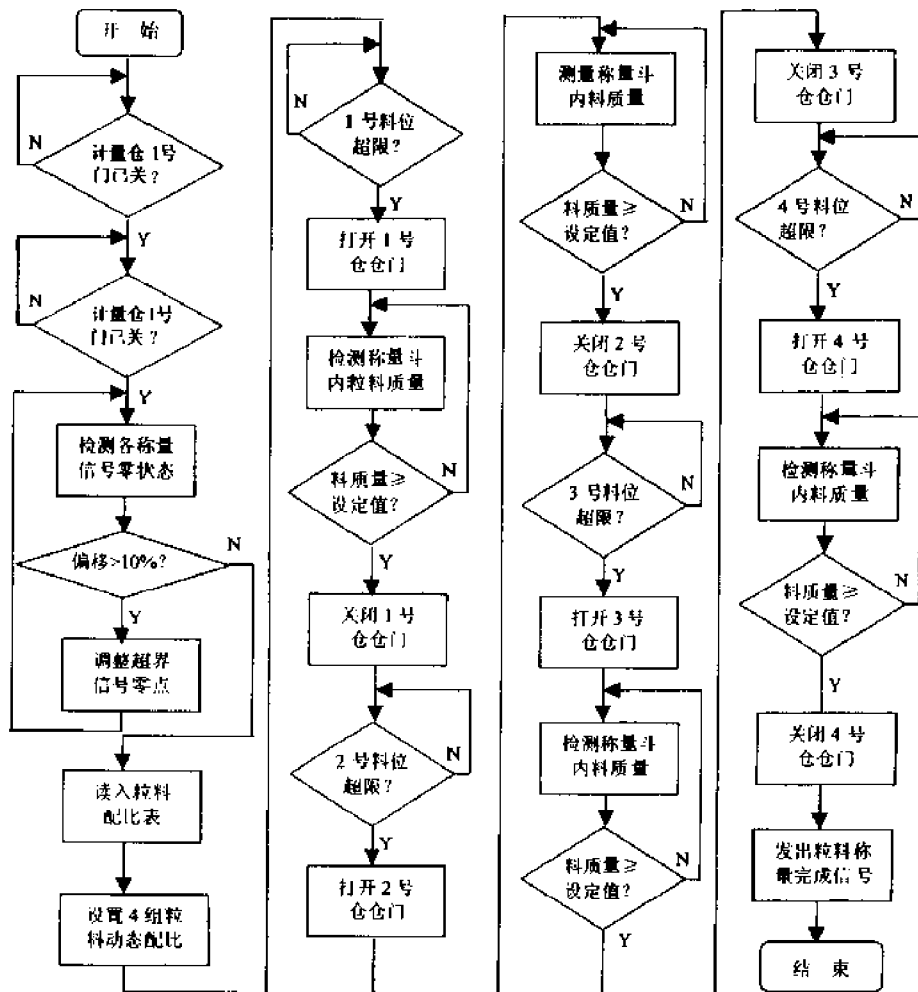 开 始
N
计量仓 1号
门已关？
Y
N
计量仓1号
门已关？
Y
检测各称量
信号零状态
N
偏移>10%？
Y
调整超界
信号零点
读入粒料
配比表
设置 4 组粒
料动态配比
N
1 号料位
超限？
Y
打开 1 号
仓仓门
检测称量斗
内粒料质量
料质量≥
设定值？
N
Y
关闭 1 号
仓仓门
2 号料位
超限？
N
Y
打开 2 号
仓仓门
测量称量斗
内料质量
N
料质量≥
设定值？
Y
关闭 2 号
仓仓门
3 号料位
超限？
N
Y
打开 3 号
仓仓门
检测称量斗
内料质量
N
料质量≥
设定值？
Y
关闭 3 号
仓仓门
N
4 号料位
超限？
Y
打开 4 号
仓仓门
检测称量斗
内料质量
N
料质量≥
设定值？
Y
关闭 4 号
仓仓门
发出粒料称
量完成信号
结 束